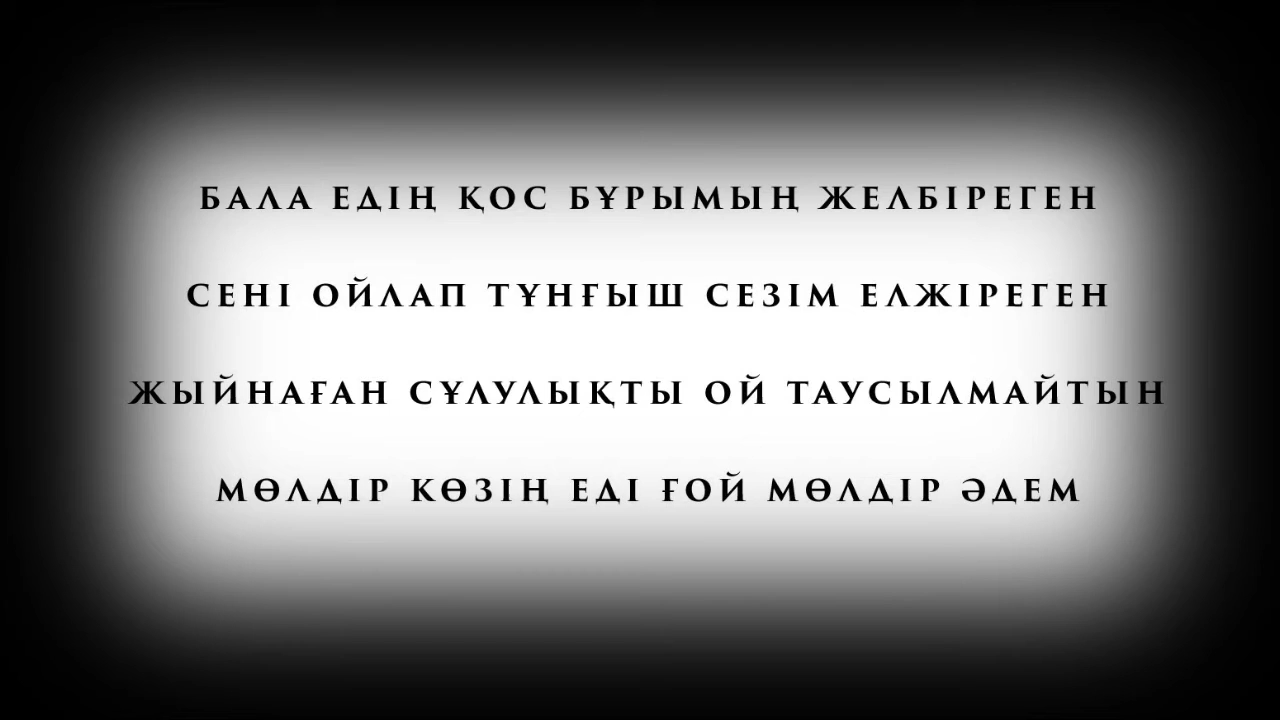 БАЛА ЕДІҢ ҚОС БҰРЫМЫҢ ЖЕЛБІРЕГЕН
СЕНІ ОЙЛАП ТҰНҒЫШ СЕЗІМ ЕЛЖІРЕГЕН
ЖЫЙНАҒАН СҰЛУЛЫҚТЫ ОЙ ТАУСЫЛМАЙТЫН
МӨЛДІР КӨЗІҢ ЕДІ ҒОЙ МӨЛДІР ӘДЕМ